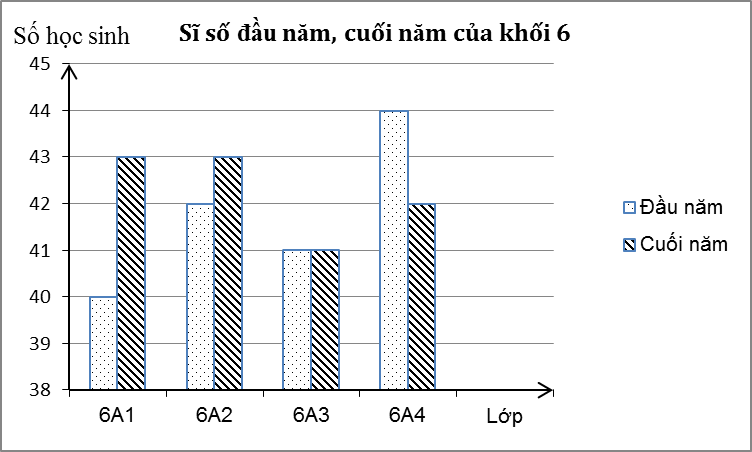 Số học sinh
Sĩ số đầu năm, cuối năm của khối 6
45
44
43
42
41
40
39
38
6A1 6A2 6A3 6A4 Lớp
Đầu năm
Cuối năm